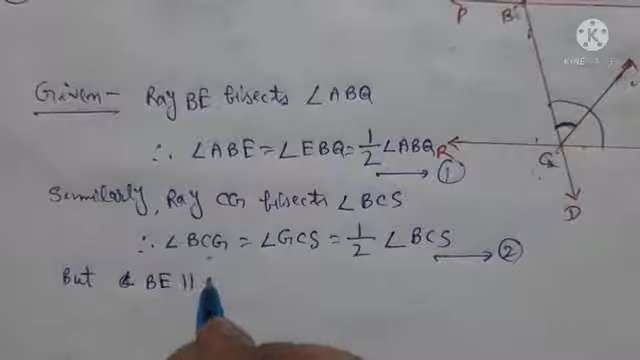 P B
KINE
Given- Ray BE bisects ∠ABQ
∴ ∠ABE = ∠EBQ = 1/2 ∠ABQ → ①
R
C
Similarly, Ray CG bisects ∠BCS
∴ ∠BCG = ∠GCS = 1/2 ∠BCS → ②
D
But BE ||